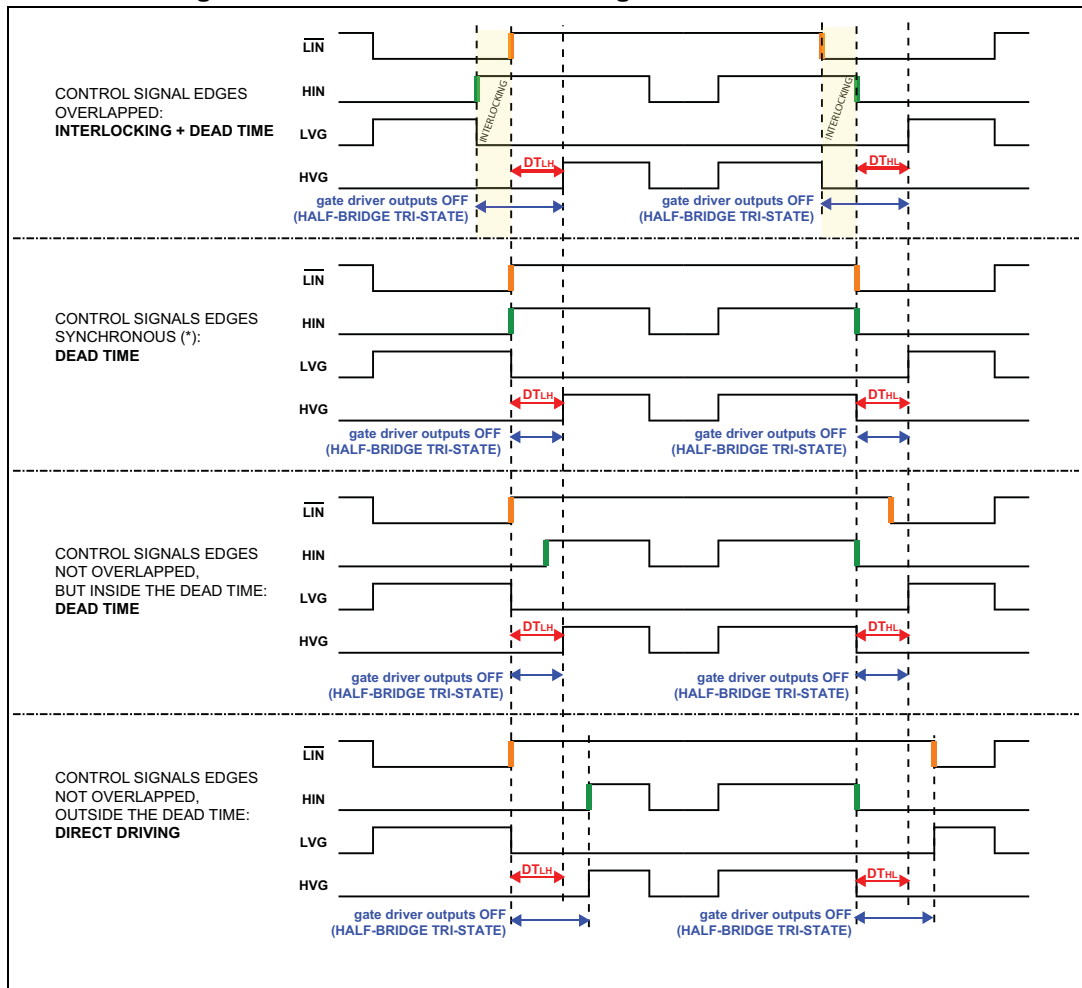 LIN
HIN
LVG
HVG
CONTROL SIGNAL EDGES
OVERLAPPED:
INTERLOCKING + DEAD TIME
INTERLOCKING
INTERLOCKING
DTLH
DTHL
gate driver outputs OFF
(HALF-BRIDGE TRI-STATE)
gate driver outputs OFF
(HALF-BRIDGE TRI-STATE)
LIN
HIN
LVG
HVG
CONTROL SIGNALS EDGES
SYNCHRONOUS (*):
DEAD TIME
DTLH
DTHL
gate driver outputs OFF
(HALF-BRIDGE TRI-STATE)
gate driver outputs OFF
(HALF-BRIDGE TRI-STATE)
LIN
HIN
LVG
HVG
CONTROL SIGNALS EDGES
NOT OVERLAPPED,
BUT INSIDE THE DEAD TIME:
DEAD TIME
DTLH
DTHL
gate driver outputs OFF
(HALF-BRIDGE TRI-STATE)
gate driver outputs OFF
(HALF-BRIDGE TRI-STATE)
LIN
HIN
LVG
HVG
CONTROL SIGNALS EDGES
NOT OVERLAPPED,
OUTSIDE THE DEAD TIME:
DIRECT DRIVING
DTLH
DTHL
gate driver outputs OFF
(HALF-BRIDGE TRI-STATE)
gate driver outputs OFF
(HALF-BRIDGE TRI-STATE)